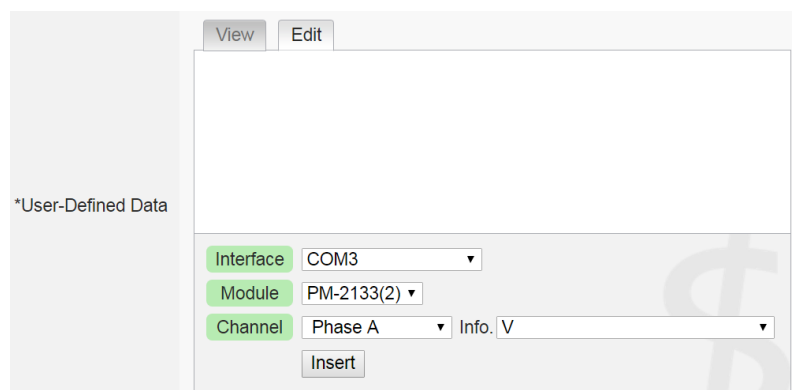 View Edit
*User-Defined Data
Interface COM3
Module PM-2133(2)
Channel Phase A Info. V
Insert
$